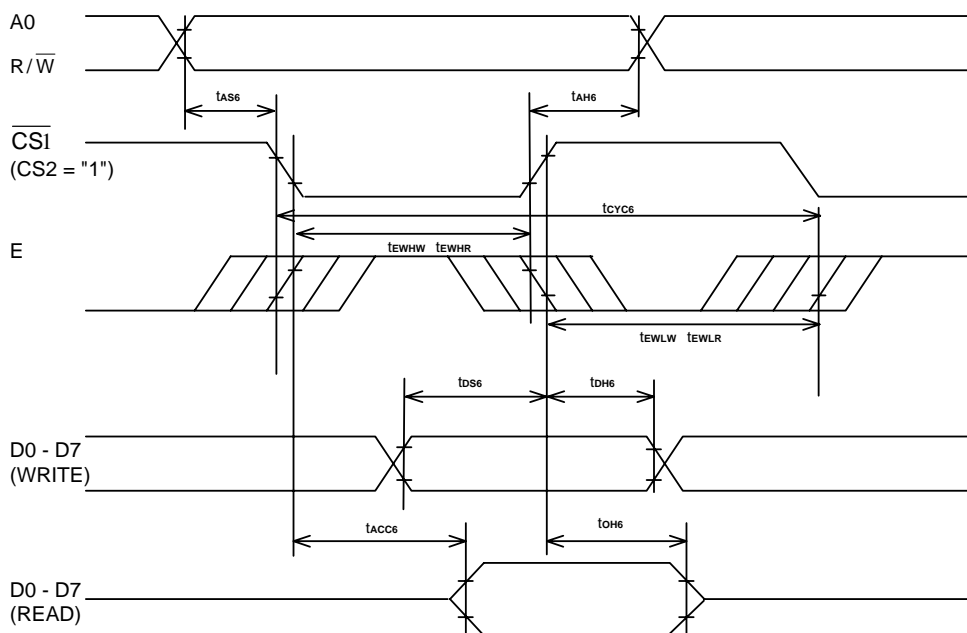 A0
R/W̅
tAS6 tAH6
C̅S̅1̅
(CS2 = "1")
tCYC6
E
tEWHW tEWHR
tEWLW tEWLR
tDS6 tDH6
D0 - D7
(WRITE)
tACC6 tOH6
D0 - D7
(READ)